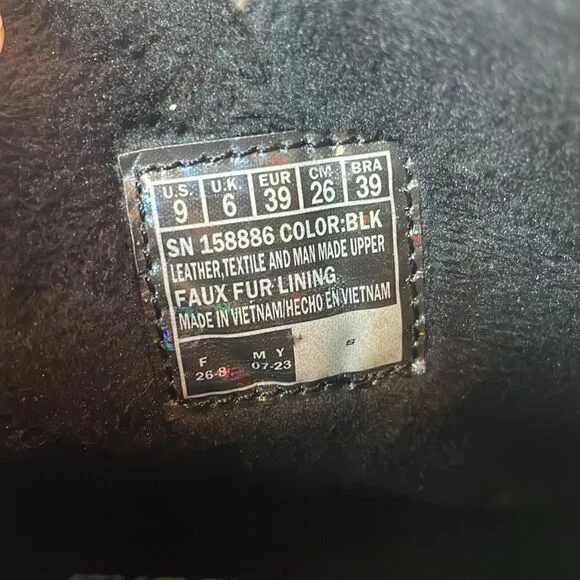 U.S. U.K EUR CM BRA
9 6 39 26 39
SN 158886 COLOR:BLK
LEATHER,TEXTILE AND MAN MADE UPPER
FAUX FUR LINING
MADE IN VIETNAM/HECHO EN VIETNAM
F M Y
26-8 07-23